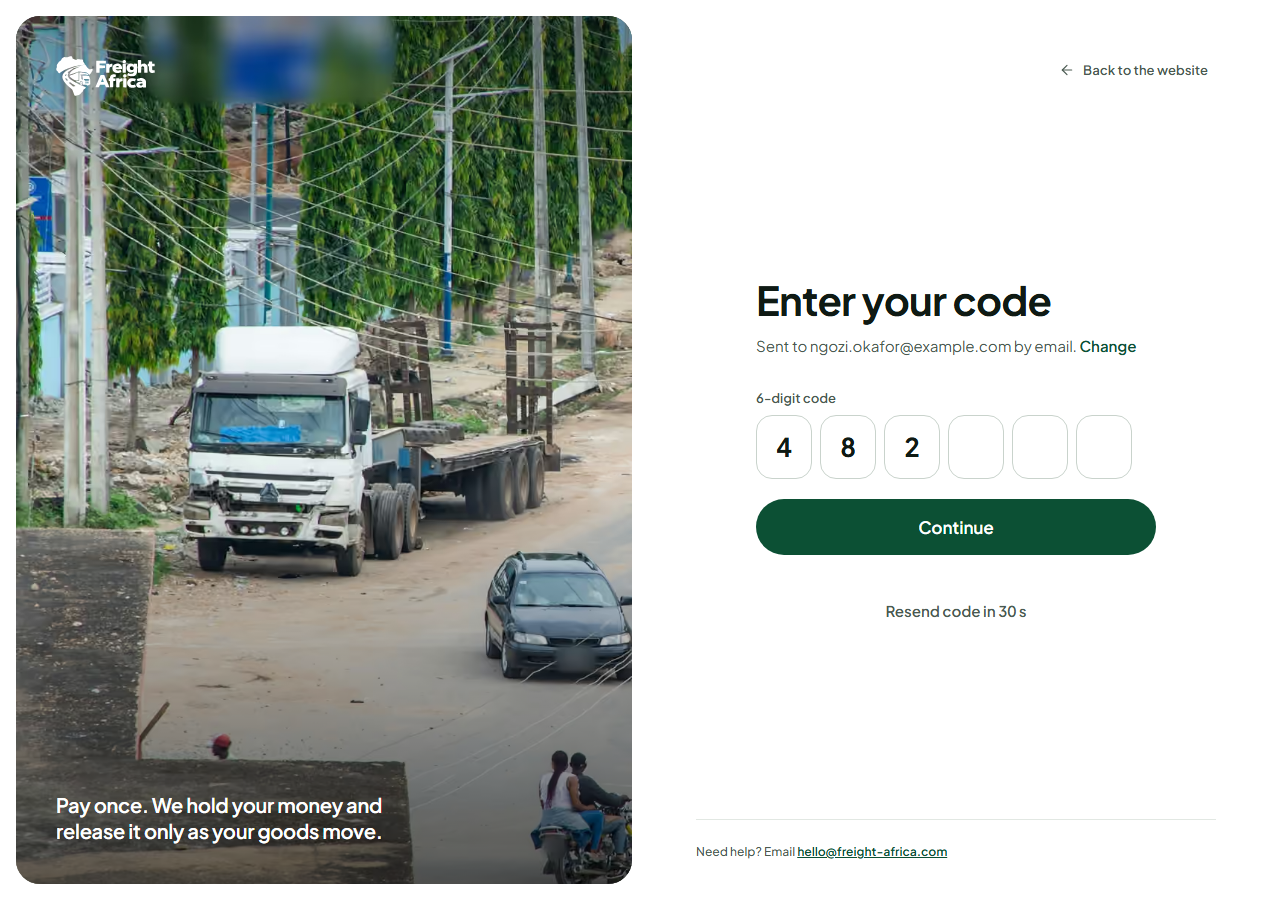 Freight
Africa
Back to the website
Enter your code
Sent to ngozi.okafor@example.com by email. Change
6-digit code
4 8 2
Continue
Resend code in 30 s
Pay once. We hold your money and
release it only as your goods move.
Need help? Email hello@freight-africa.com